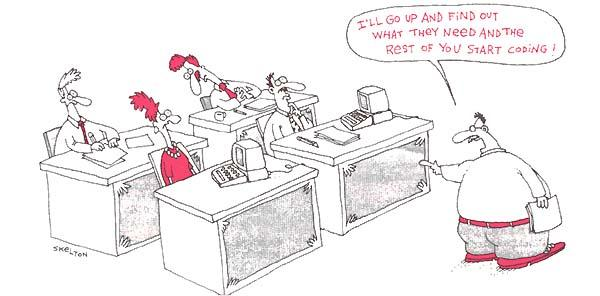 I'LL GO UP AND FIND OUT
WHAT THEY NEED AND THE
REST OF YOU START CODING!
SKELTON